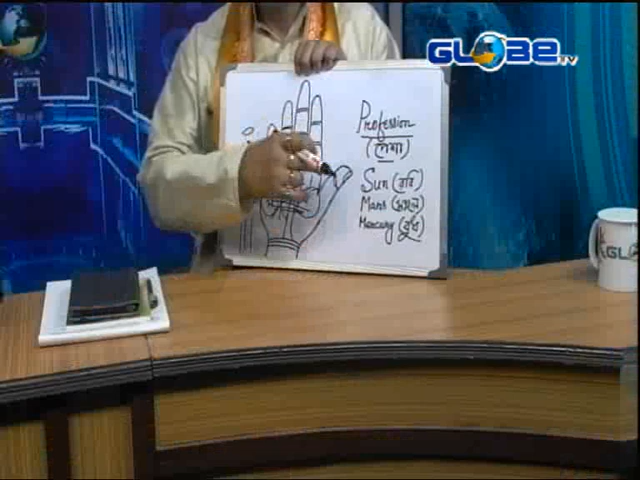 GLOBE TV
Profession
(পেশা)
Sun (রবি)
Mars (মঙ্গল)
Mercury (বুধ)